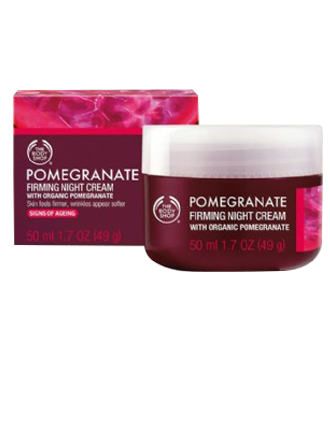 THE
BODY
SHOP
POMEGRANATE
FIRMING NIGHT CREAM
WITH ORGANIC POMEGRANATE
Skin feels firmer, wrinkles appear softer
SIGNS OF AGEING
50 ml 1.7 OZ (49 g)
THE
BODY
SHOP
POMEGRANATE
FIRMING NIGHT CREAM
WITH ORGANIC POMEGRANATE
50 ml 1.7 OZ (49 g)